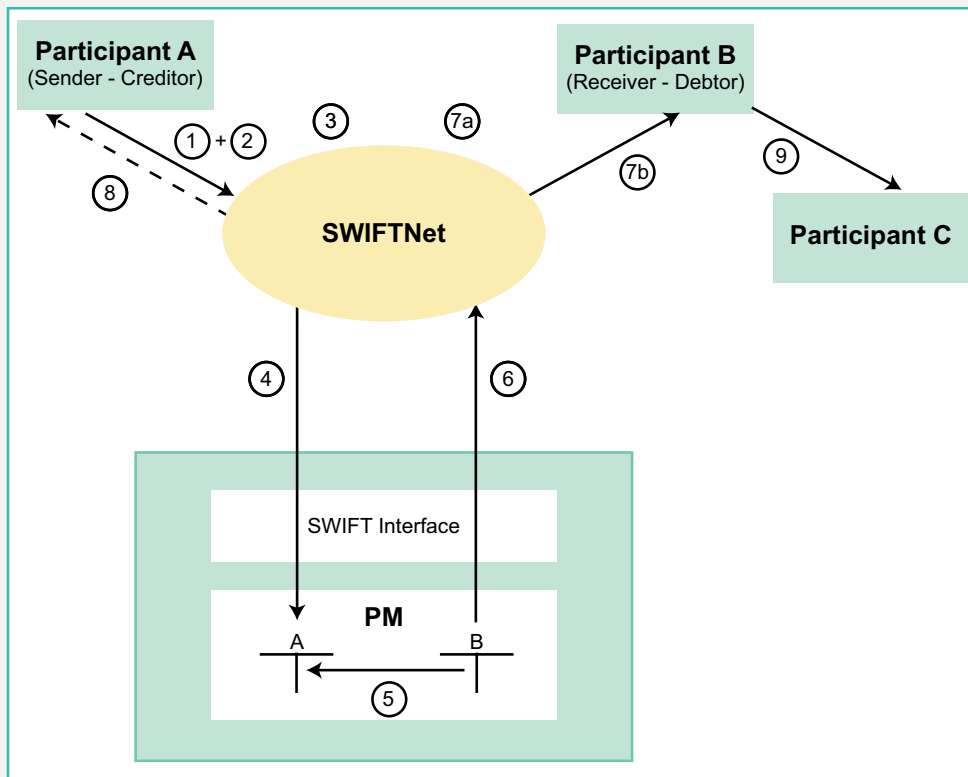 Participant A
(Sender - Creditor)
Participant B
(Receiver - Debtor)
1 + 2
3
7a
7b
8
9
SWIFTNet
Participant C
4
6
SWIFT Interface
PM
A
B
5